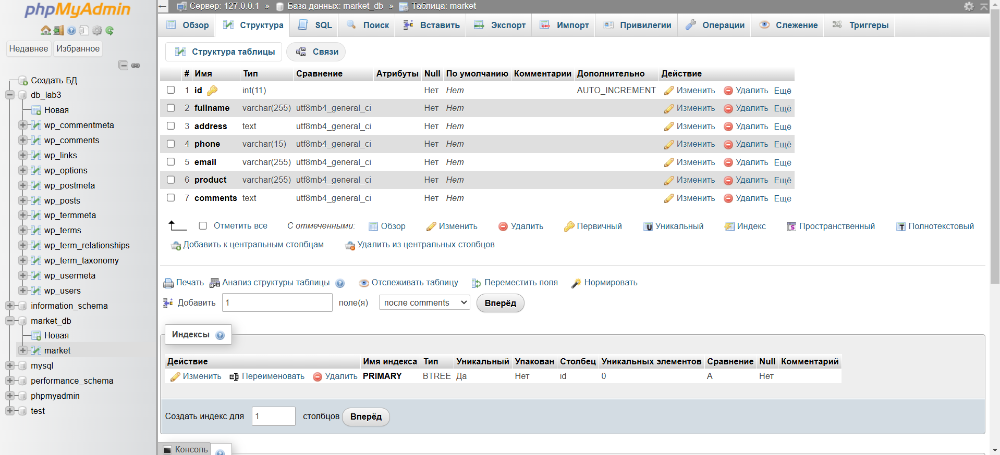 phpMyAdmin
Недавнее Избранное
Создать БД
db_lab3
Новая
wp_commentmeta
wp_comments
wp_links
wp_options
wp_postmeta
wp_posts
wp_termmeta
wp_terms
wp_term_relationships
wp_term_taxonomy
wp_usermeta
wp_users
information_schema
market_db
Новая
market
mysql
performance_schema
phpmyadmin
test
← Сервер: 127.0.0.1 » База данных: market_db » Таблица: market
Обзор Структура SQL Поиск Вставить Экспорт Импорт Привилегии Операции Слежение Триггеры
Структура таблицы Связи
# Имя Тип Сравнение Атрибуты Null По умолчанию Комментарии Дополнительно Действие
1 id int(11) Нет Нет AUTO_INCREMENT Изменить Удалить Ещё
2 fullname varchar(255) utf8mb4_general_ci Нет Нет Изменить Удалить Ещё
3 address text utf8mb4_general_ci Нет Нет Изменить Удалить Ещё
4 phone varchar(15) utf8mb4_general_ci Нет Нет Изменить Удалить Ещё
5 email varchar(255) utf8mb4_general_ci Нет Нет Изменить Удалить Ещё
6 product varchar(255) utf8mb4_general_ci Нет Нет Изменить Удалить Ещё
7 comments text utf8mb4_general_ci Нет Нет Изменить Удалить Ещё
Отметить все С отмеченными: Обзор Изменить Удалить Первичный Уникальный Индекс Пространственный Полнотекстовый
Добавить к центральным столбцам Удалить из центральных столбцов
Печать Анализ структуры таблицы Отслеживать таблицу Переместить поля Нормировать
Добавить 1 поле(я) после comments Вперёд
Индексы
Действие Имя индекса Тип Уникальный Упакован Столбец Уникальных элементов Сравнение Null Комментарий
Изменить Переименовать Удалить PRIMARY BTREE Да Нет id 0 A Нет
Создать индекс для 1 столбцов Вперёд
Консоль